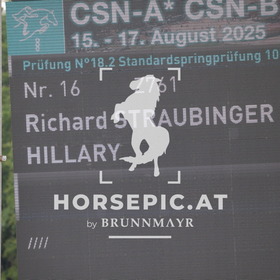 CSN-A* CSN-B
15. - 17. August 2025
Prüfung N°18.2 Standardspringprüfung 10
Nr. 16 7761
Richard STRAUBINGER
HILLARY
HORSEPIC.AT
by BRUNNMAYR
////